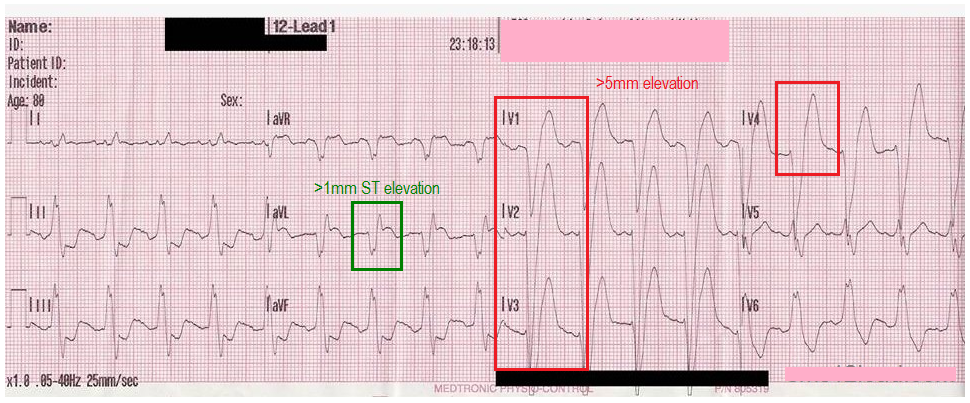 Name: 12-Lead 1
ID: 23:18:13
Patient ID:
Incident:
Age: 80 Sex:
>5mm elevation
I aVR V1 V4
>1mm ST elevation
II aVL V2 V5
III aVF V3 V6
x1.0 .05-40Hz 25mm/sec
MEDTRONIC PHYSIO-CONTROL P/N 805319